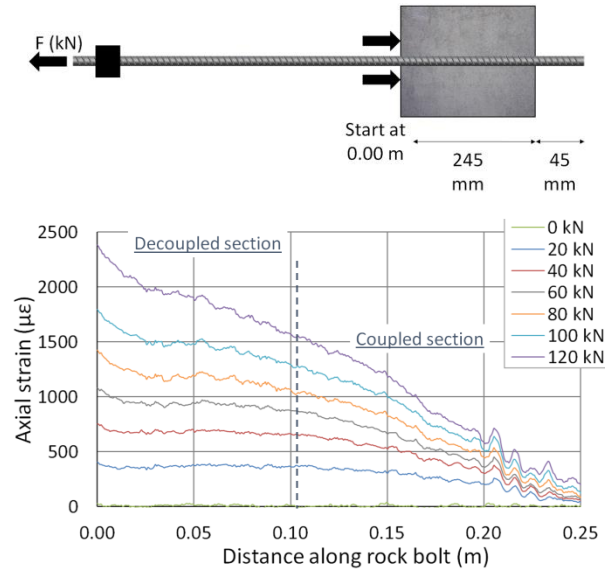 F (kN)
Start at
0.00 m
245
mm
45
mm
2500
2000
1500
1000
500
0
Axial strain (με)
Decoupled section
Coupled section
0 kN
20 kN
40 kN
60 kN
80 kN
100 kN
120 kN
0.00
0.05
0.10
0.15
0.20
0.25
Distance along rock bolt (m)